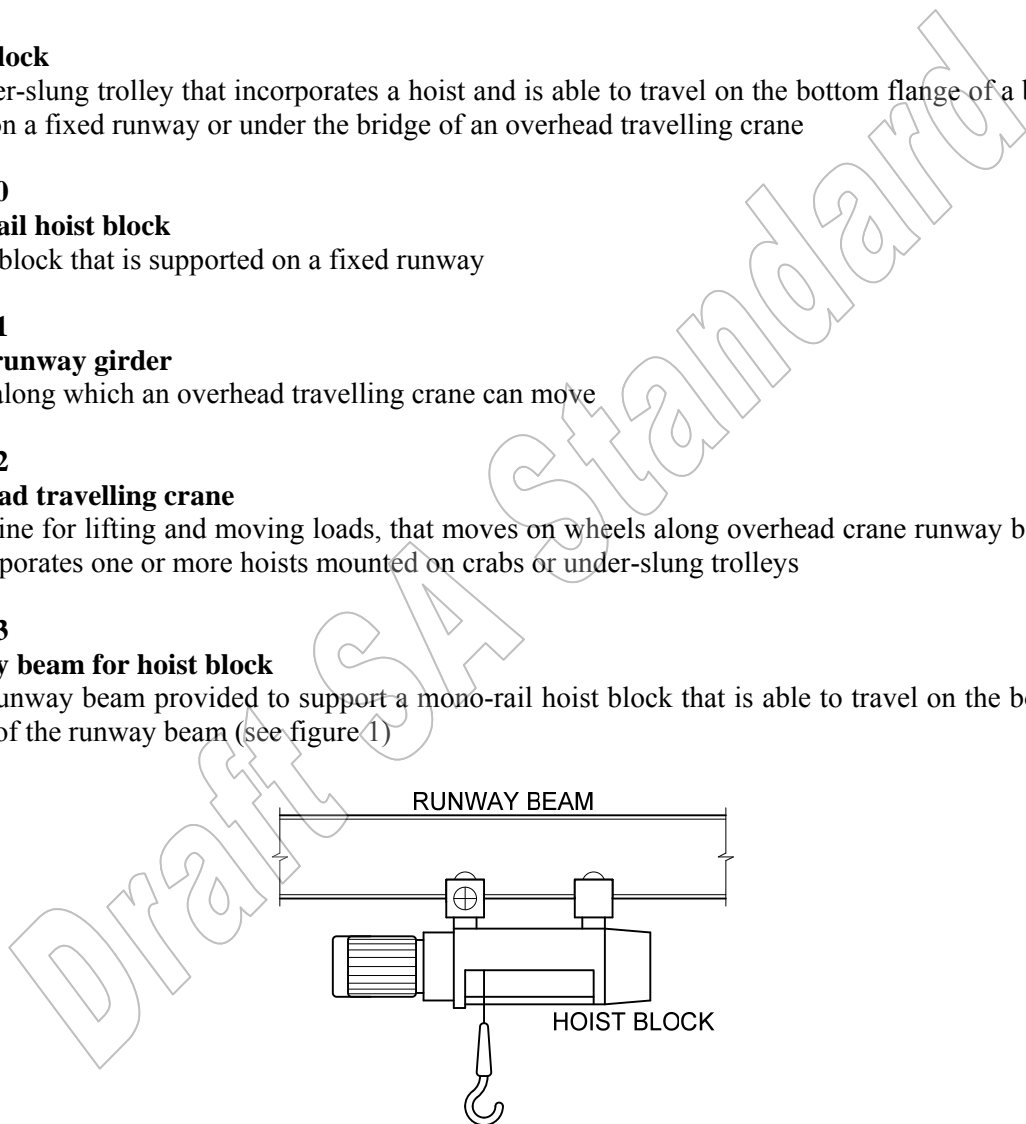 lock
er-slung trolley that incorporates a hoist and is able to travel on the bottom flange of a b
on a fixed runway or under the bridge of an overhead travelling crane
0
ail hoist block
block that is supported on a fixed runway
1
runway girder
along which an overhead travelling crane can move
2
ad travelling crane
ine for lifting and moving loads, that moves on wheels along overhead crane runway b
porates one or more hoists mounted on crabs or under-slung trolleys
3
y beam for hoist block
unway beam provided to support a mono-rail hoist block that is able to travel on the bo
of the runway beam (see figure 1)
RUNWAY BEAM
HOIST BLOCK
Draft SA Standard